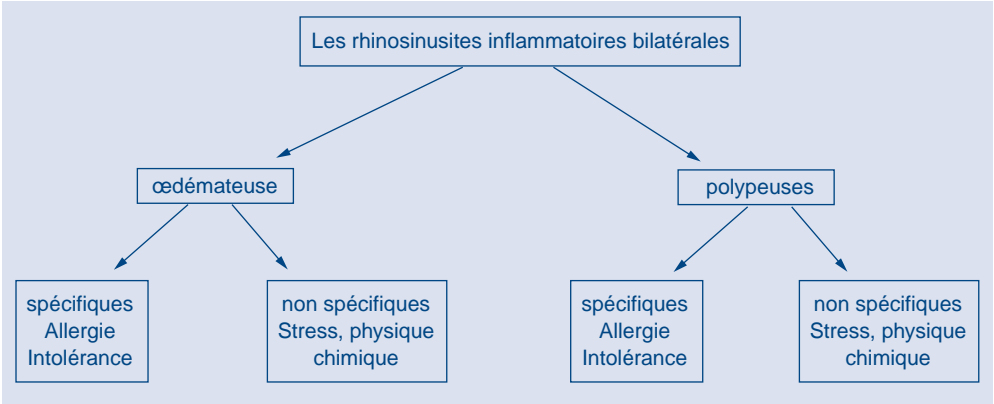 Les rhinosinusites inflammatoires bilatérales
œdémateuse
polypeuses
spécifiques
Allergie
Intolérance
non spécifiques
Stress, physique
chimique
spécifiques
Allergie
Intolérance
non spécifiques
Stress, physique
chimique